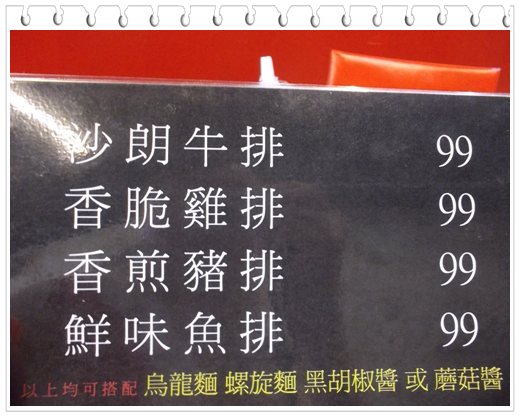 沙朗牛排 99
香脆雞排 99
香煎豬排 99
鮮味魚排 99
以上均可搭配 烏龍麵 螺旋麵 黑胡椒醬 或 蘑菇醬